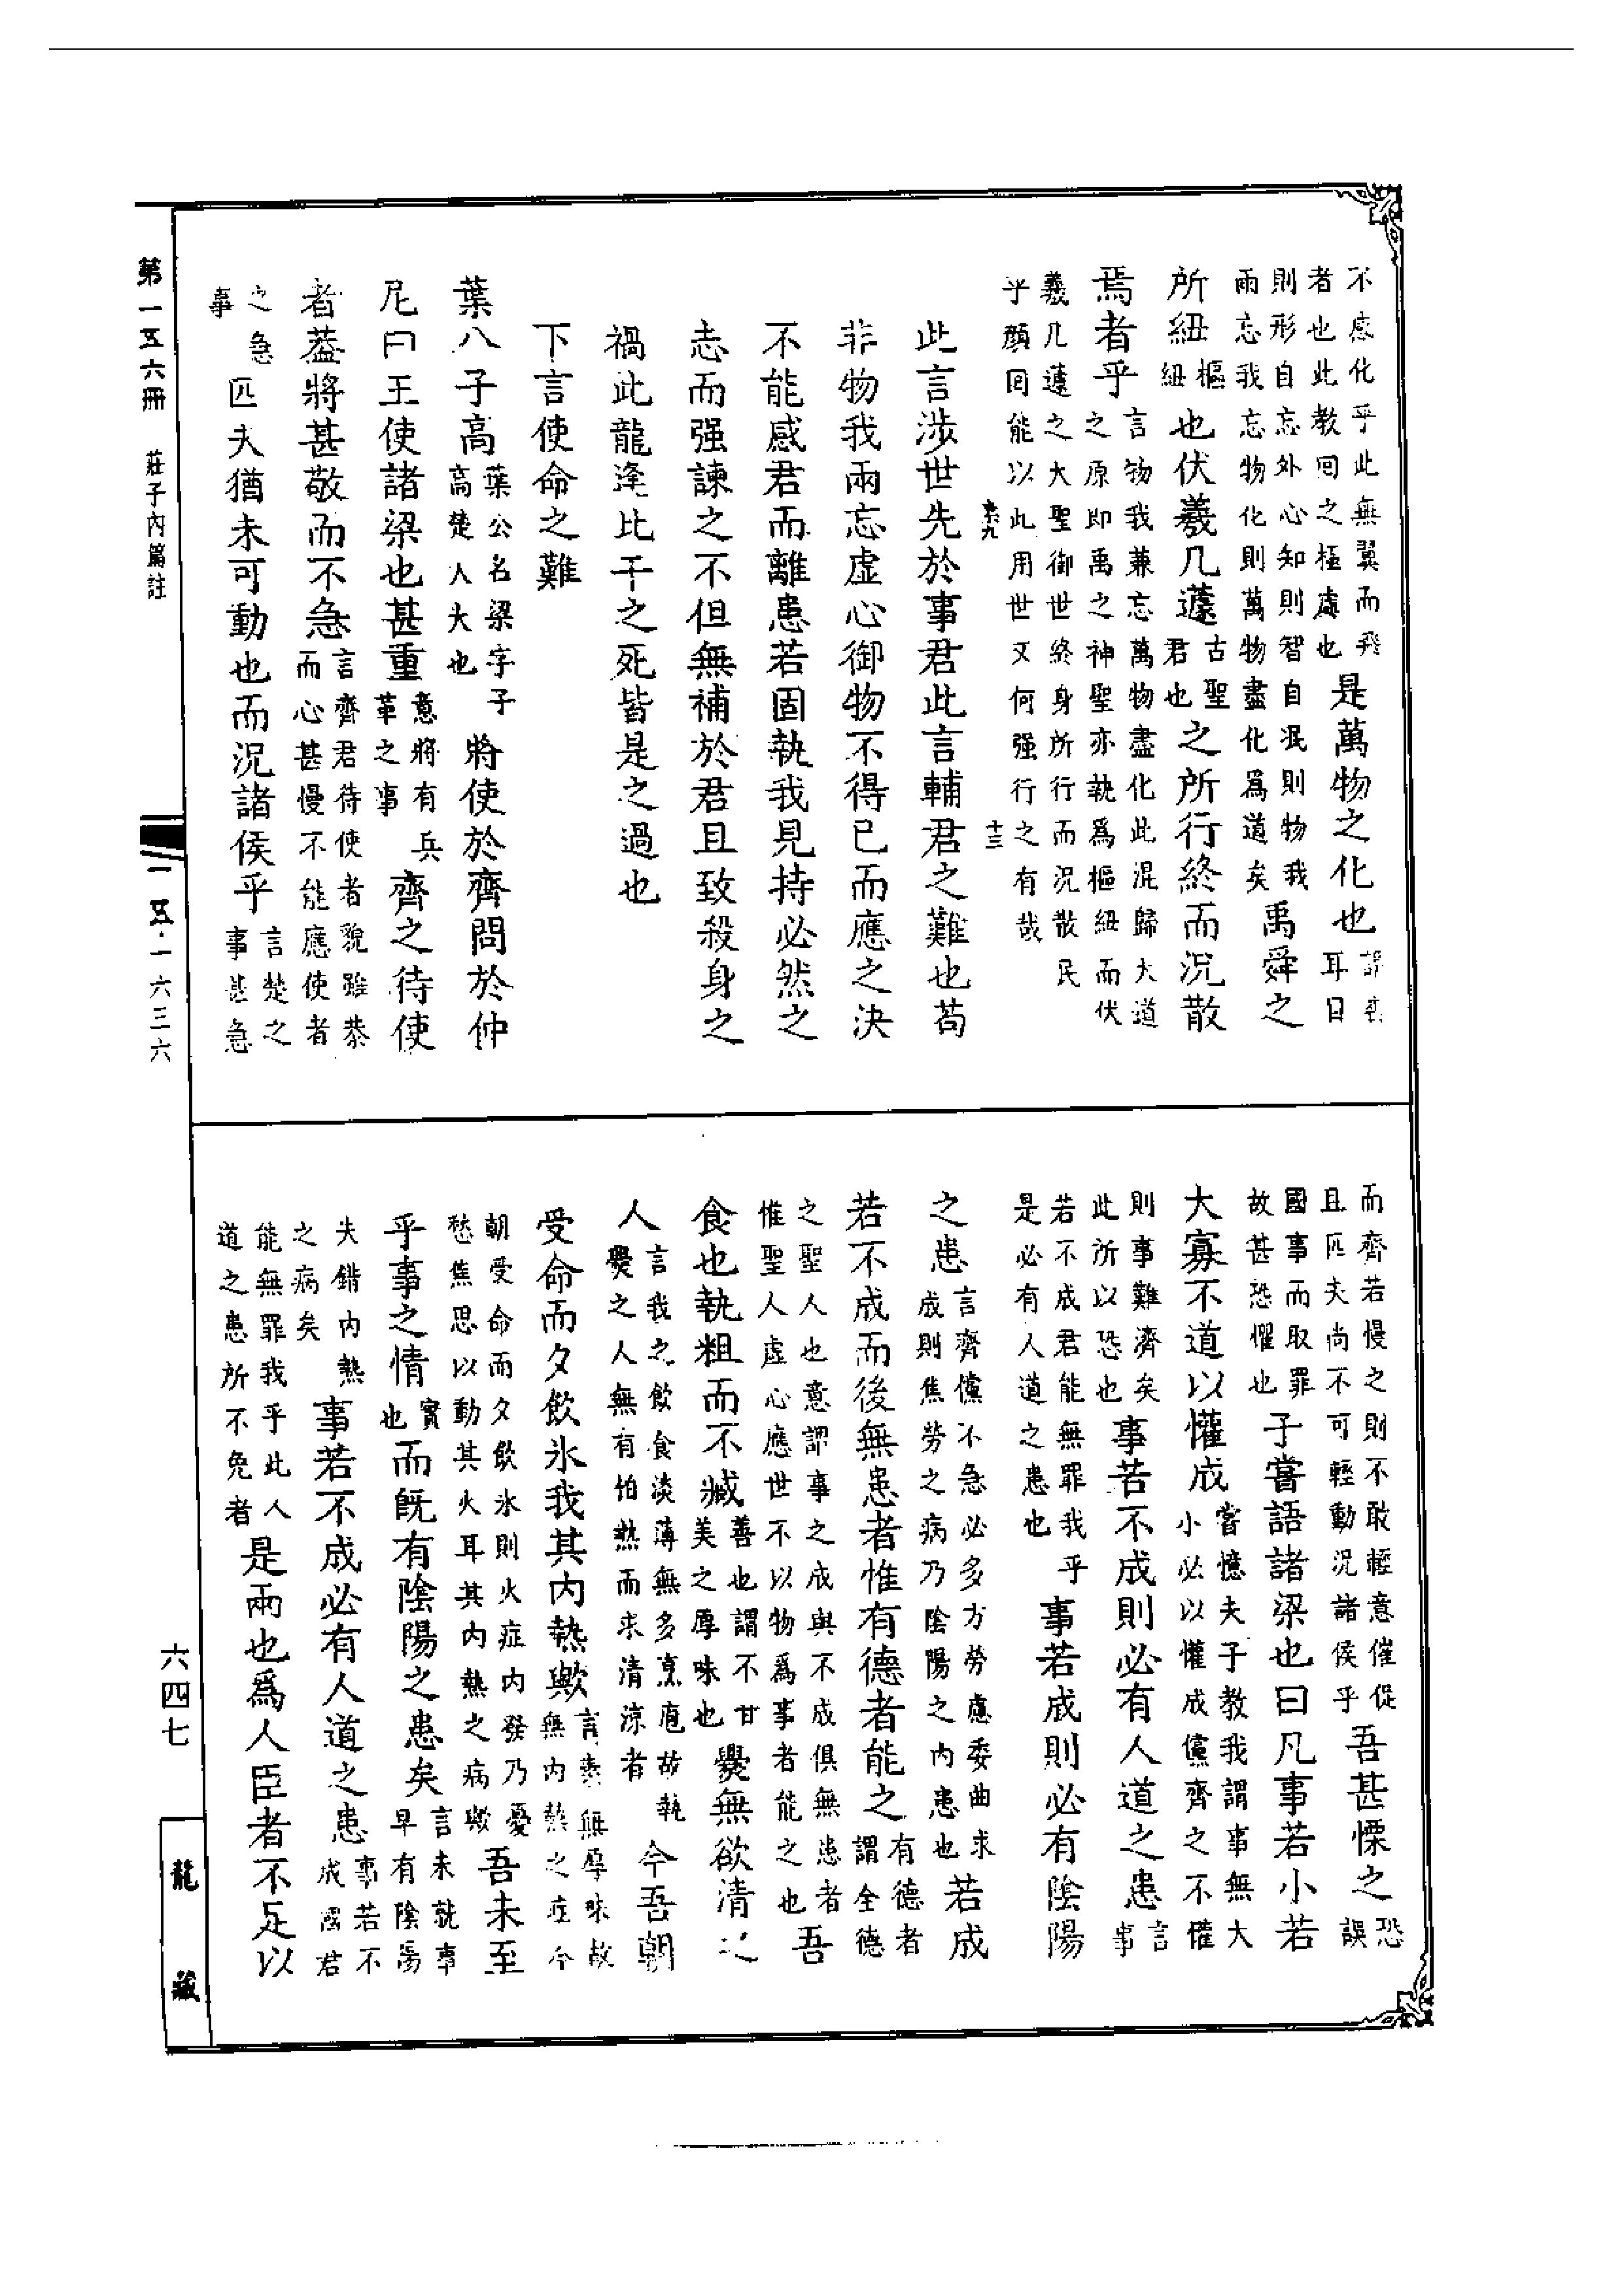 不感化乎此無翼而飛
者也此教回之極處也
是萬物之化也
耳目
則形自忘外心知則智自泯則物我
兩忘我忘物化則萬物盡化爲道矣
禹舜之
所紐
樞
紐
也伏羲几蘧
古聖
君也
之所行終而況散
焉者乎
言物我兼忘萬物盡化此混歸大道
之原即禹之神聖亦執爲樞紐而伏
羲几蘧之大聖御世終身所行而況散民
乎顏回能以此用世又何强行之有哉
素九
十三
此言涉世先於事君此言輔君之難也苟
非物我兩忘虛心御物不得已而應之決
不能感君而離患若固執我見持必然之
志而强諫之不但無補於君且致殺身之
禍此龍逄比干之死皆是之過也
下言使命之難
葉公子高
葉公名梁字子
高楚人大也
將使於齊問於仲
尼曰王使諸梁也甚重
意將有兵
革之事
齊之待使
者葢將甚敬而不急
言齊君待使者貌雖恭
而心甚慢不能應使者
之急
事
匹夫猶未可動也而況諸侯乎
言楚之
事甚急
而齊若慢之則不敢輕意催促
且匹夫尚不可輕動況諸侯乎
吾甚慄之
恐
誤
國事而取罪
故甚恐懼也
子嘗語諸梁也曰凡事若小若
大寡不道以懽成
嘗憶夫子教我謂事無大
小必以懽成儻齊之不懽
則事難濟矣
此所以恐也
事若不成則必有人道之患
言
事
若不成君能無罪我乎
是必有人道之患也
事若成則必有陰陽
之患
言齊儻不急必多方勞慮委曲求
成則焦勞之病乃陰陽之內患也
若成
若不成而後無患者惟有德者能之
有德者
謂全德
之聖人也意謂事之成與不成俱無患者
惟聖人虛心應世不以物爲事者能之也
吾
食也執粗而不臧
善也謂不甘
美之厚味也
爨無欲清之
人
言我之飲食淡薄無多烹庖故執
爨之人無有怕熱而求清涼者
今吾朝
受命而夕飲氷我其內熱歟
言爨無厚味故
無內熱之症今
朝受命而夕飲氷則火症內發乃憂
愁焦思以動其火耳其內熱之病歟
吾未至
乎事之情
實
也
而旣有陰陽之患矣
言未就事
早有陰陽
失錯內熱
之病矣
事若不成必有人道之患
事若不
成國君
能無罪我乎此人
道之患所不免者
是兩也爲人臣者不足以
第一五六冊
莊子內篇註
一五·一六三六
六四七
龍藏